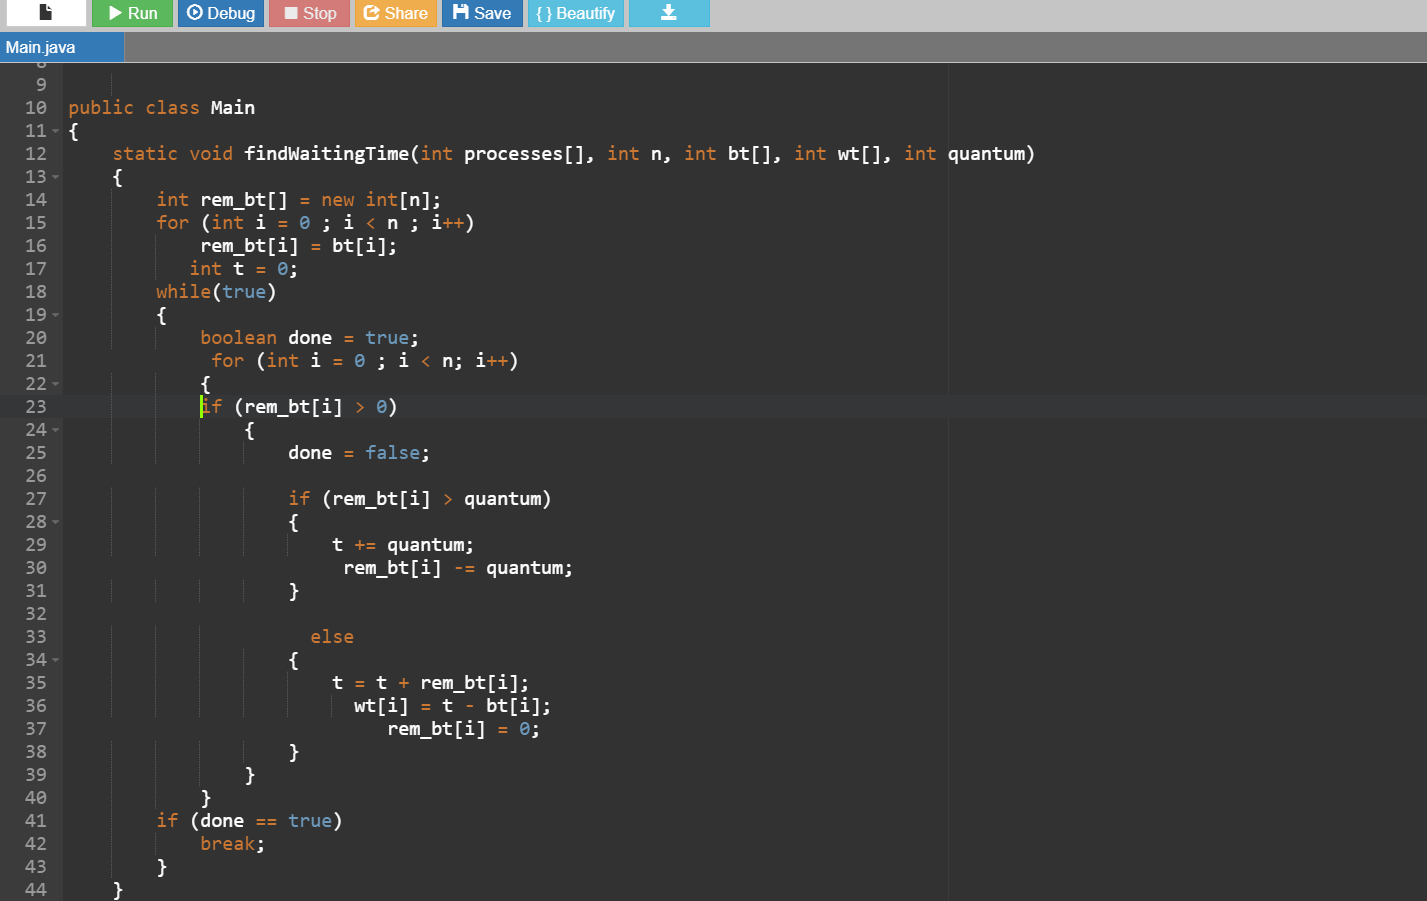 Run Debug Stop Share Save { } Beautify
Main.java
8
9
10 public class Main
11 {
12     static void findWaitingTime(int processes[], int n, int bt[], int wt[], int quantum)
13     {
14         int rem_bt[] = new int[n];
15         for (int i = 0 ; i < n ; i++)
16             rem_bt[i] = bt[i];
17            int t = 0;
18         while(true)
19         {
20             boolean done = true;
21              for (int i = 0 ; i < n; i++)
22             {
23             if (rem_bt[i] > 0)
24                 {
25                     done = false;
26
27                     if (rem_bt[i] > quantum)
28                     {
29                         t += quantum;
30                          rem_bt[i] -= quantum;
31                     }
32
33                       else
34                     {
35                         t = t + rem_bt[i];
36                           wt[i] = t - bt[i];
37                              rem_bt[i] = 0;
38                     }
39                 }
40             }
41         if (done == true)
42             break;
43         }
44     }